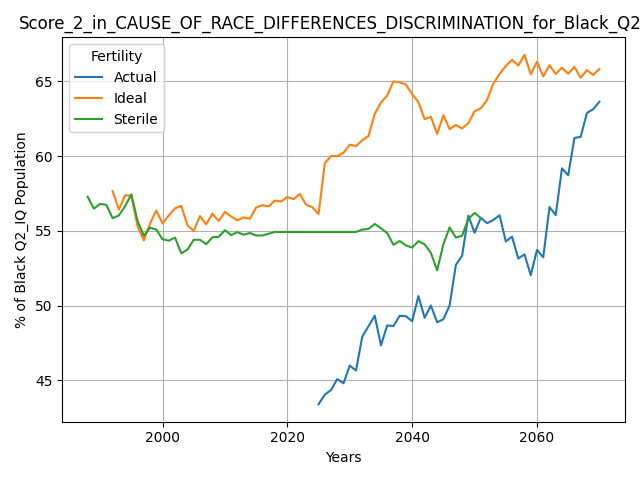 Score_2_in_CAUSE_OF_RACE_DIFFERENCES_DISCRIMINATION_for_Black_Q2
Fertility
Actual
Ideal
Sterile
% of Black Q2_IQ Population
65
60
55
50
45
2000
2020
2040
2060
Years